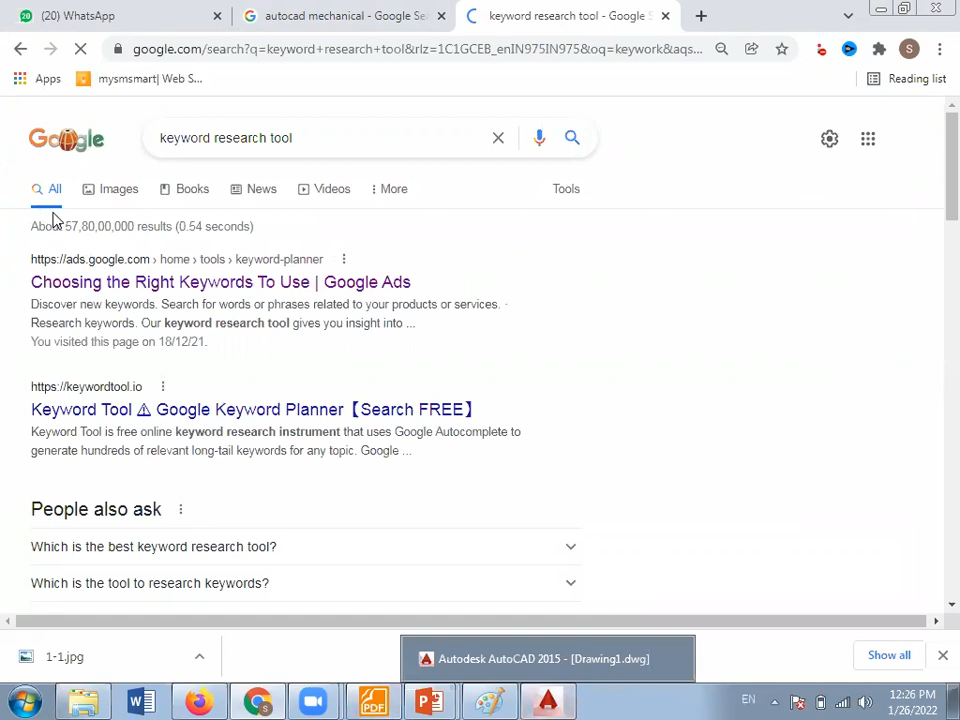 (20) WhatsApp
autocad mechanical - Google Se
keyword research tool - Google S
google.com/search?q=keyword+research+tool&rlz=1C1GCEB_enIN975IN975&oq=keywork&aqs...
S
Apps
mysmsmart| Web S...
Reading list
Google
keyword research tool
All
Images
Books
News
Videos
More
Tools
About 57,80,00,000 results (0.54 seconds)
https://ads.google.com › home › tools › keyword-planner
Choosing the Right Keywords To Use | Google Ads
Discover new keywords. Search for words or phrases related to your products or services. ·
Research keywords. Our keyword research tool gives you insight into ...
You visited this page on 18/12/21.
https://keywordtool.io
Keyword Tool ⚠ Google Keyword Planner【Search FREE】
Keyword Tool is free online keyword research instrument that uses Google Autocomplete to
generate hundreds of relevant long-tail keywords for any topic. Google ...
People also ask
Which is the best keyword research tool?
Which is the tool to research keywords?
1-1.jpg
Autodesk AutoCAD 2015 - [Drawing1.dwg]
Show all
EN
12:26 PM
1/26/2022